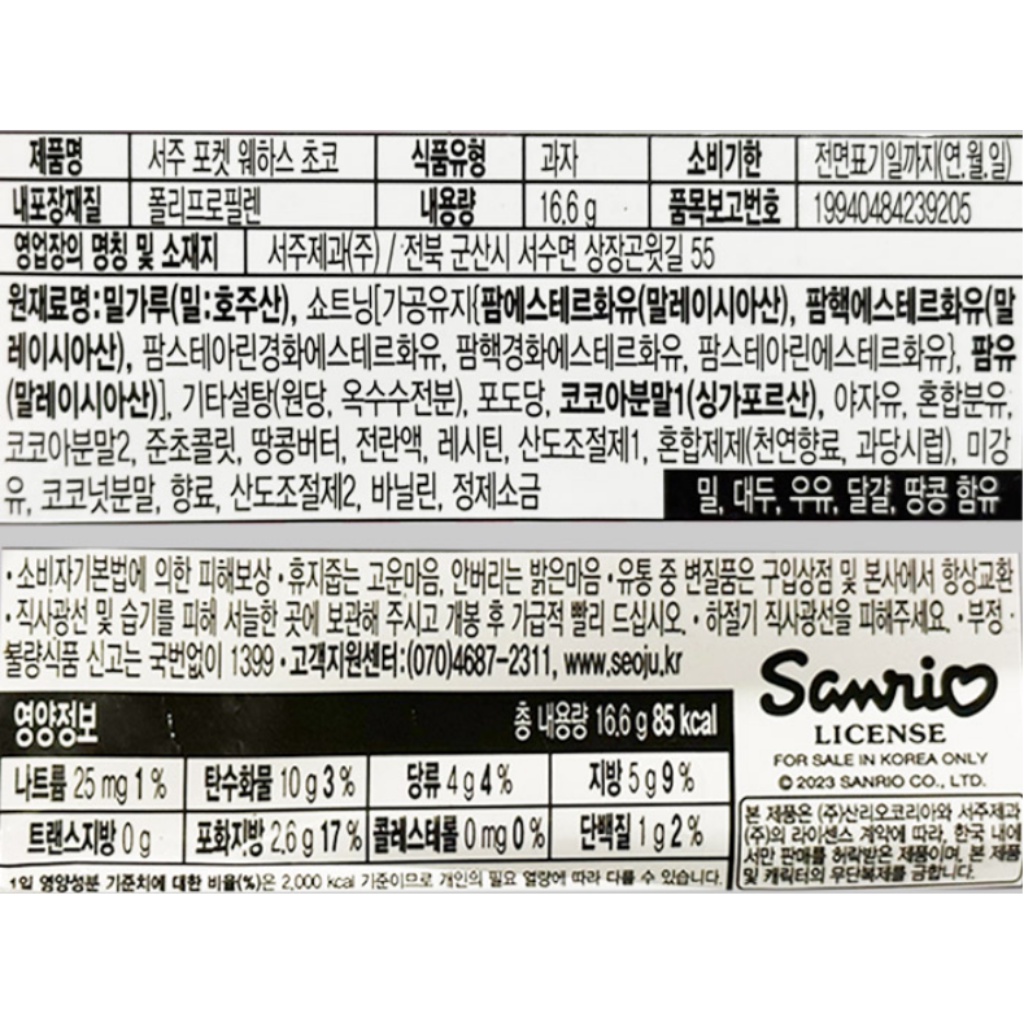 제품명 서주 포켓 웨하스 초코 식품유형 과자 소비기한 전면표기일까지(연.월.일)
내포장재질 폴리프로필렌 내용량 16.6 g 품목보고번호 19940484239205
영업장의 명칭 및 소재지 서주제과(주) / 전북 군산시 서수면 상장곤윗길 55
원재료명:밀가루(밀:호주산), 쇼트닝[가공유지{팜에스테르화유(말레이시아산), 팜핵에스테르화유(말
레이시아산), 팜스테아린경화에스테르화유, 팜핵경화에스테르화유, 팜스테아린에스테르화유}, 팜유
(말레이시아산)], 기타설탕(원당, 옥수수전분), 포도당, 코코아분말1(싱가포르산), 야자유, 혼합분유,
코코아분말2, 준초콜릿, 땅콩버터, 전란액, 레시틴, 산도조절제1, 혼합제제(천연향료, 과당시럽), 미강
유, 코코넛분말, 향료, 산도조절제2, 바닐린, 정제소금
밀, 대두, 우유, 달걀, 땅콩 함유
•소비자기본법에 의한 피해보상 •휴지줍는 고운마음, 안버리는 밝은마음 •유통 중 변질품은 구입상점 및 본사에서 항상교환
•직사광선 및 습기를 피해 서늘한 곳에 보관해 주시고 개봉 후 가급적 빨리 드십시오. •하절기 직사광선을 피해주세요. •부정·
불량식품 신고는 국번없이 1399 •고객지원센터:(070)4687-2311, www.seoju.kr
영양정보 총 내용량 16.6 g 85 kcal
나트륨 25 mg 1 % 탄수화물 10 g 3 % 당류 4 g 4 % 지방 5 g 9 %
트랜스지방 0 g 포화지방 2.6 g 17 % 콜레스테롤 0 mg 0 % 단백질 1 g 2 %
1일 영양성분 기준치에 대한 비율(%)은 2,000 kcal 기준이므로 개인의 필요 열량에 따라 다를 수 있습니다.
Sanrio
LICENSE
FOR SALE IN KOREA ONLY
© 2023 SANRIO CO., LTD.
본 제품은 (주)산리오코리아와 서주제과
(주)의 라이센스 계약에 따라, 한국 내에
서만 판매를 허락받은 제품이며, 본 제품
및 캐릭터의 무단복제를 금합니다.